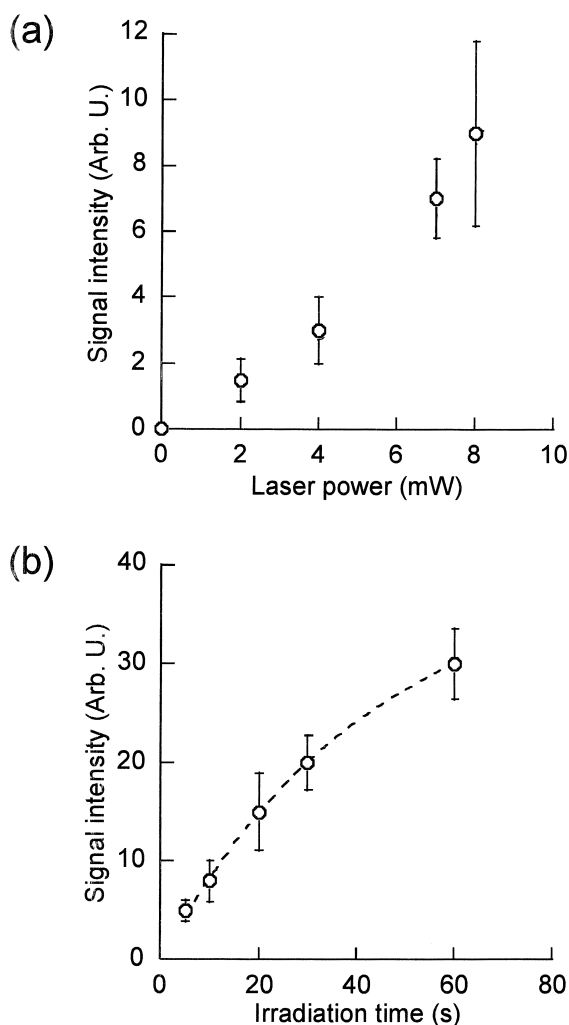 (a)
12
10
8
6
4
2
0
Signal intensity (Arb. U.)
0 2 4 6 8 10
Laser power (mW)
(b)
40
30
20
10
0
Signal intensity (Arb. U.)
0 20 40 60 80
Irradiation time (s)